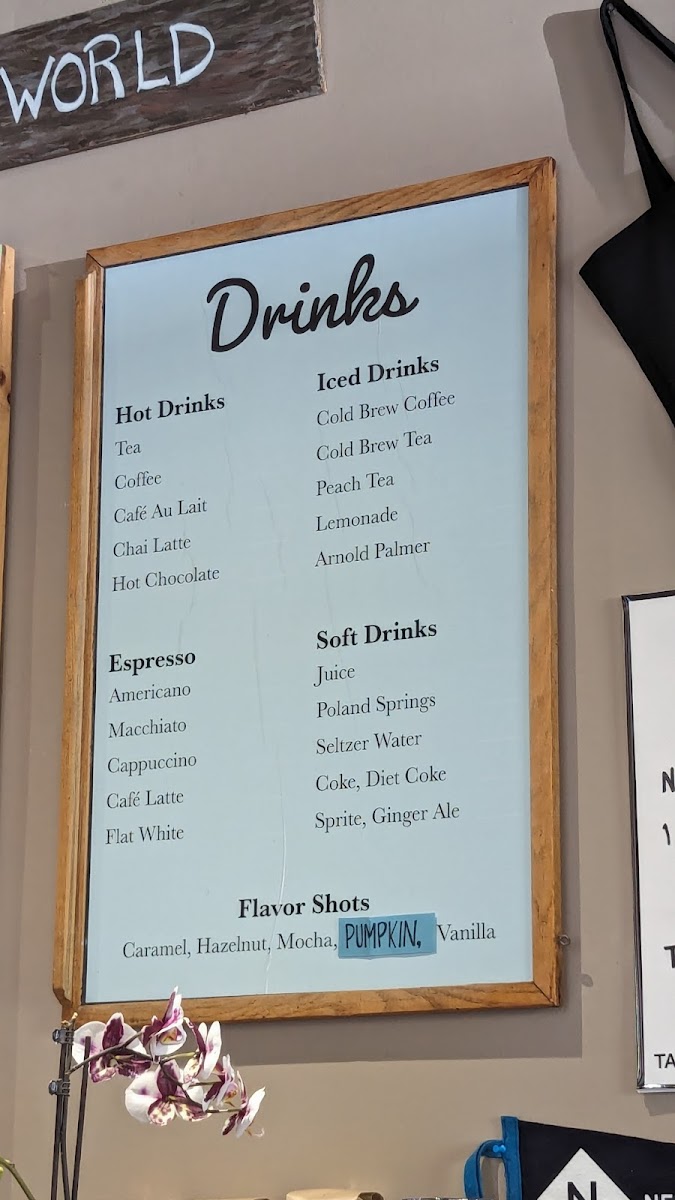 WORLD
Drinks
Hot Drinks
Tea
Coffee
Café Au Lait
Chai Latte
Hot Chocolate
Iced Drinks
Cold Brew Coffee
Cold Brew Tea
Peach Tea
Lemonade
Arnold Palmer
Espresso
Americano
Macchiato
Cappuccino
Café Latte
Flat White
Soft Drinks
Juice
Poland Springs
Seltzer Water
Coke, Diet Coke
Sprite, Ginger Ale
Flavor Shots
Caramel, Hazelnut, Mocha, PUMPKIN, Vanilla
N